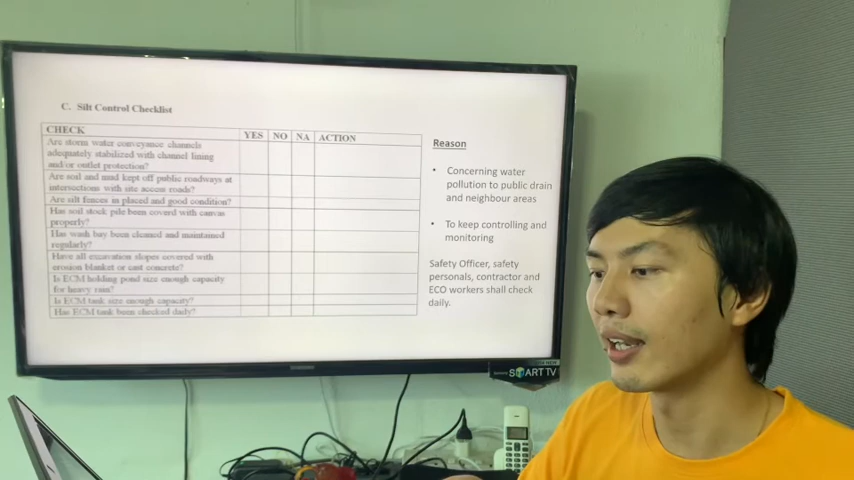 C. Silt Control Checklist
CHECK YES NO NA ACTION
Are storm water conveyance channels
adequately stabilized with channel lining
and/or outlet protection?
Are soil and mud kept off public roadways at
intersections with site access roads?
Are silt fences in placed and good condition?
Has soil stock pile been coverd with canvas
properly?
Has wash bay been cleaned and maintained
regularly?
Have all excavation slopes covered with
erosion blanket or cast concrete?
Is ECM holding pond size enough capacity
for heavy rain?
Is ECM tank size enough capacity?
Has ECM tank been checked daily?
Reason
• Concerning water
pollution to public drain
and neighbour areas
• To keep controlling and
monitoring
Safety Officer, safety
personals, contractor and
ECO workers shall check
daily.
SMART TV